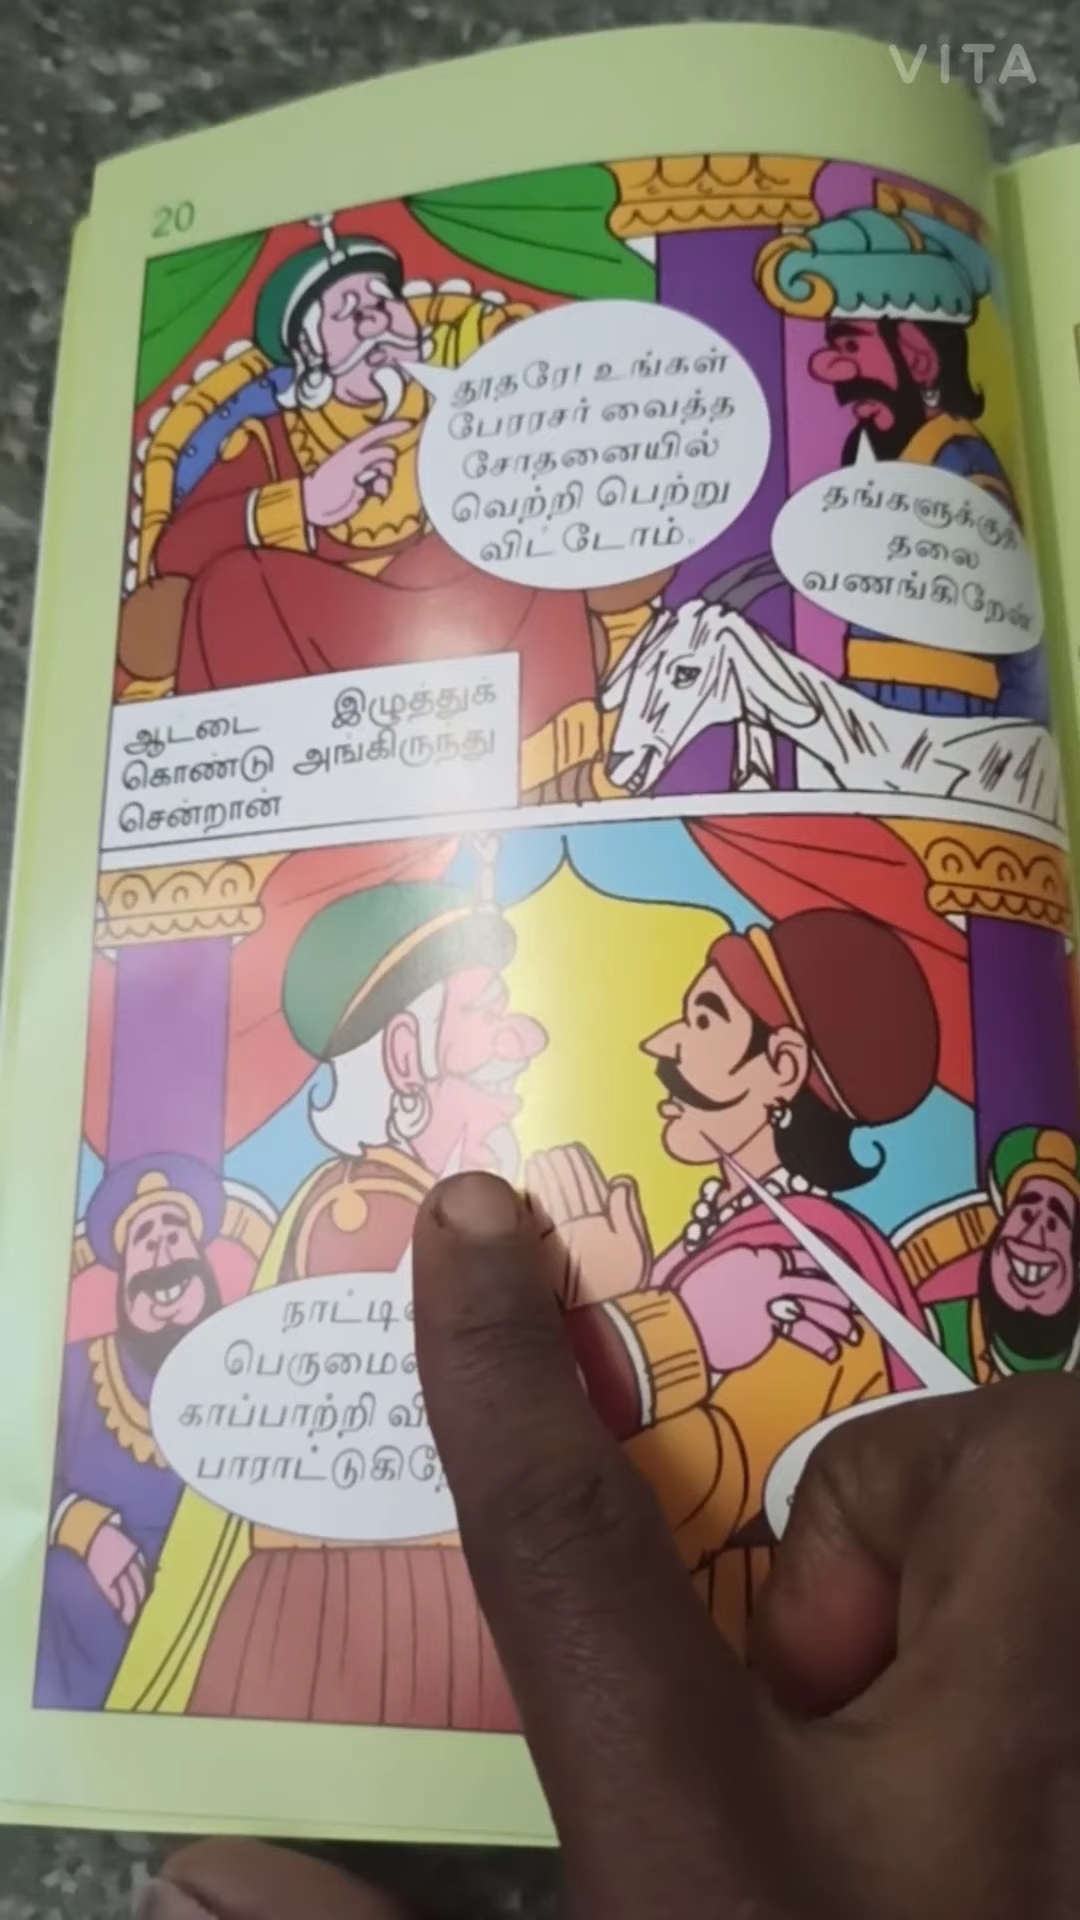 VITA
20
தூதரே! உங்கள்
பேரரசர் வைத்த
சோதனையில்
வெற்றி பெற்று
விட்டோம்.
தங்களுக்குத்
தலை
வணங்கிறேன்
ஆட்டை இழுத்துக்
கொண்டு அங்கிருந்து
சென்றான்
காப்பாற்றி